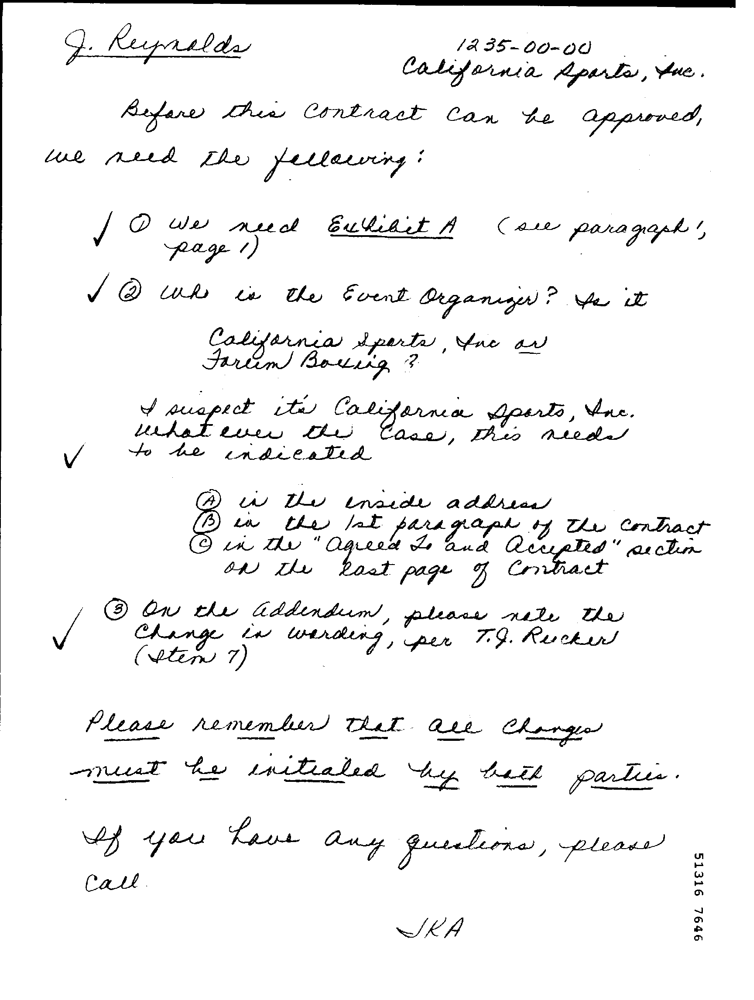 J. Reynolds
1235-00-00
California Sports, Inc.
Before this contract can be approved,
we need the following:
✓ ① We need Exhibit A (see paragraph 1,
page 1)
✓ ② Who is the Event Organizer? Is it
California Sports, Inc or
Forum Boxing?
I suspect it's California Sports, Inc.
Whatever the case, this needs
✓ to be indicated
Ⓐ in the inside address
Ⓑ in the 1st paragraph of the contract
Ⓒ in the "Agreed To and Accepted" section
on the last page of Contract
✓ ③ On the addendum, please note the
change in wording, per T.J. Rucker
(Item 7)
Please remember that all changes
must be initialed by both parties.
If you have any questions, please
call.
JKA
51316 7646